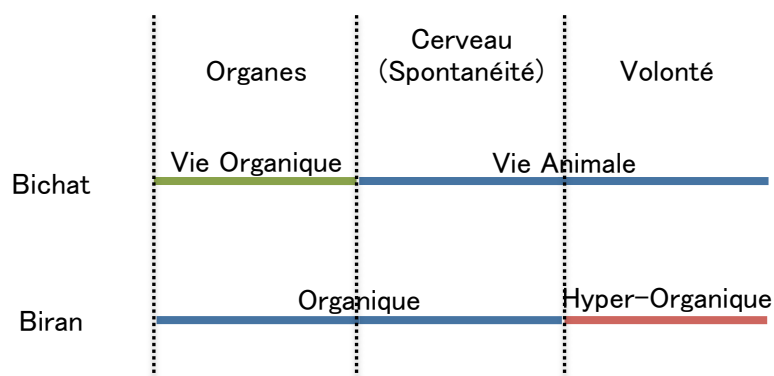 Organes
Cerveau
(Spontanéité)
Volonté
Bichat
Vie Organique
Vie Animale
Biran
Organique
Hyper-Organique